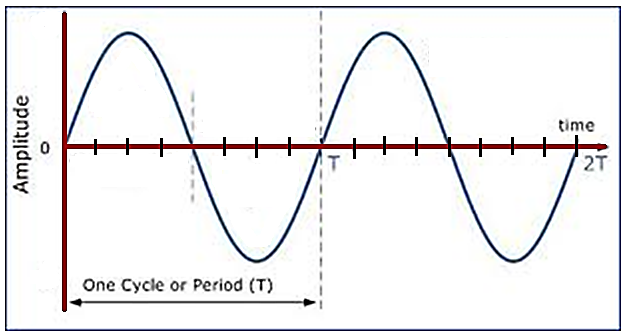 Amplitude
0
time
T
2T
One Cycle or Period (T)